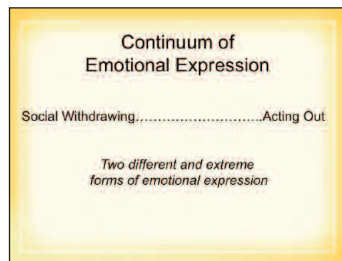 Continuum of
Emotional Expression
Social Withdrawing……………………….Acting Out
Two different and extreme
forms of emotional expression